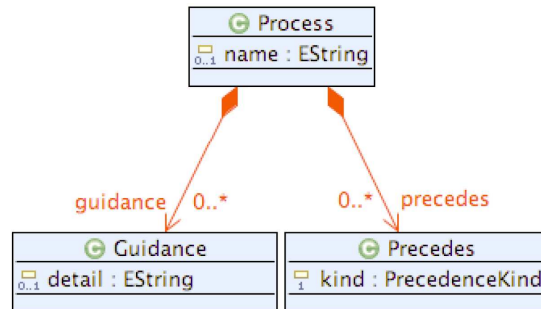 C Process
0..1 name : EString
guidance 0..*
0..* precedes
C Guidance
0..1 detail : EString
C Precedes
1 kind : PrecedenceKind